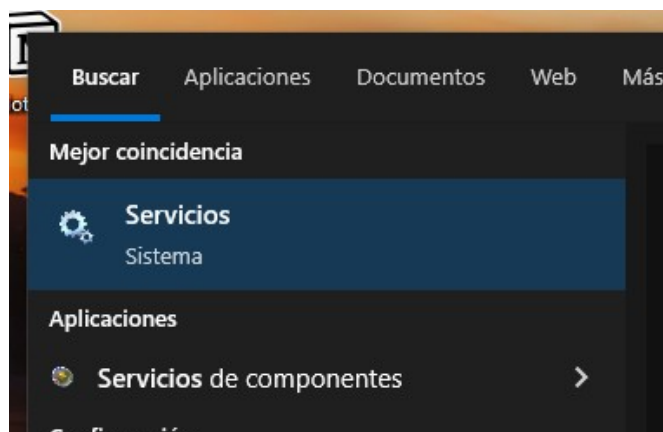 Buscar Aplicaciones Documentos Web Más
Mejor coincidencia
Servicios
Sistema
Aplicaciones
Servicios de componentes